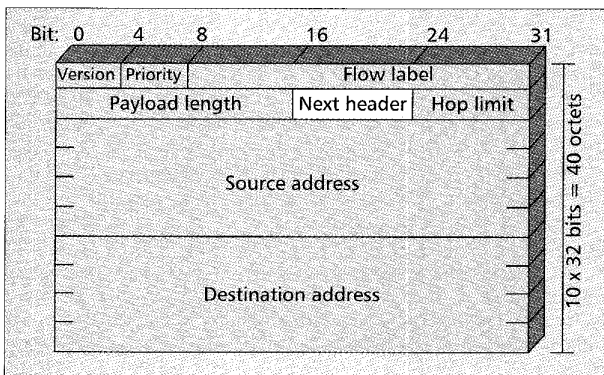 Bit: 0 4 8 16 24 31
Version Priority Flow label
Payload length Next header Hop limit
Source address
Destination address
10 x 32 bits = 40 octets